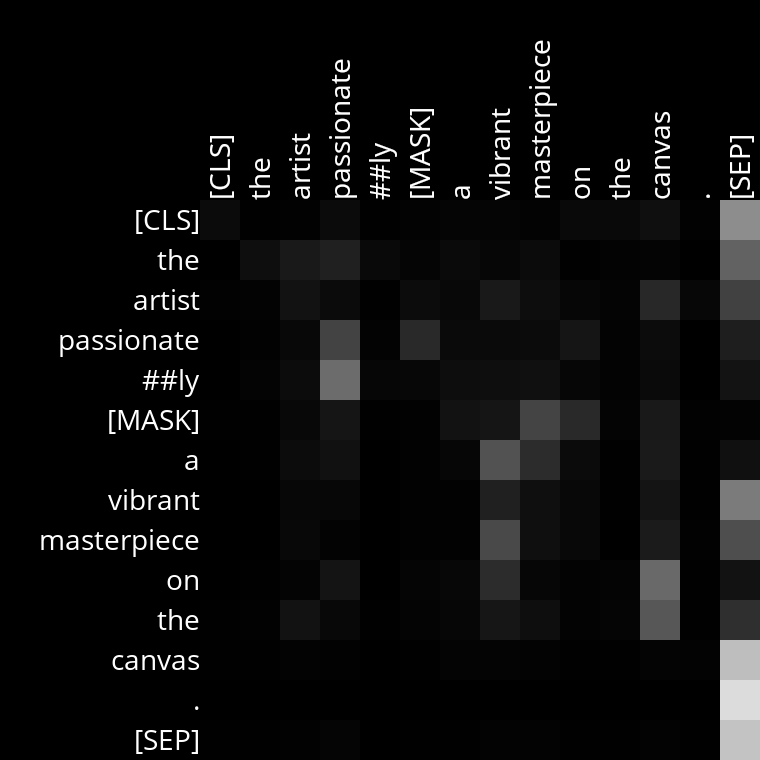 [CLS]
the
artist
passionate
##ly
[MASK]
a
vibrant
masterpiece
on
the
canvas
.
[SEP]
[CLS]
the
artist
passionate
##ly
[MASK]
a
vibrant
masterpiece
on
the
canvas
.
[SEP]